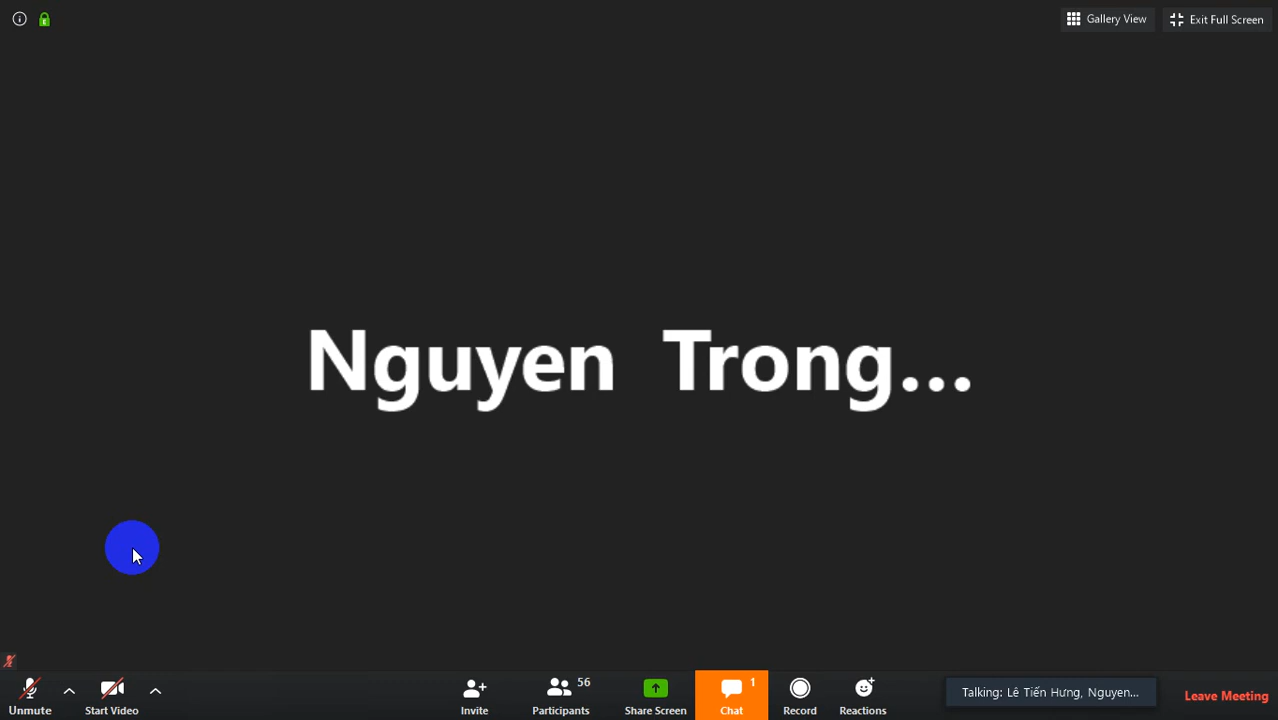 E
Gallery View
Exit Full Screen
Nguyen Trong...
56
1
Unmute
Start Video
Invite
Participants
Share Screen
Chat
Record
Reactions
Talking: Lê Tiến Hưng, Nguyen...
Leave Meeting